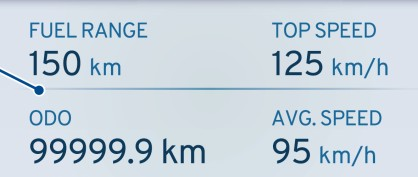 FUEL RANGE TOP SPEED
150 km 125 km/h
ODO AVG. SPEED
99999.9 km 95 km/h